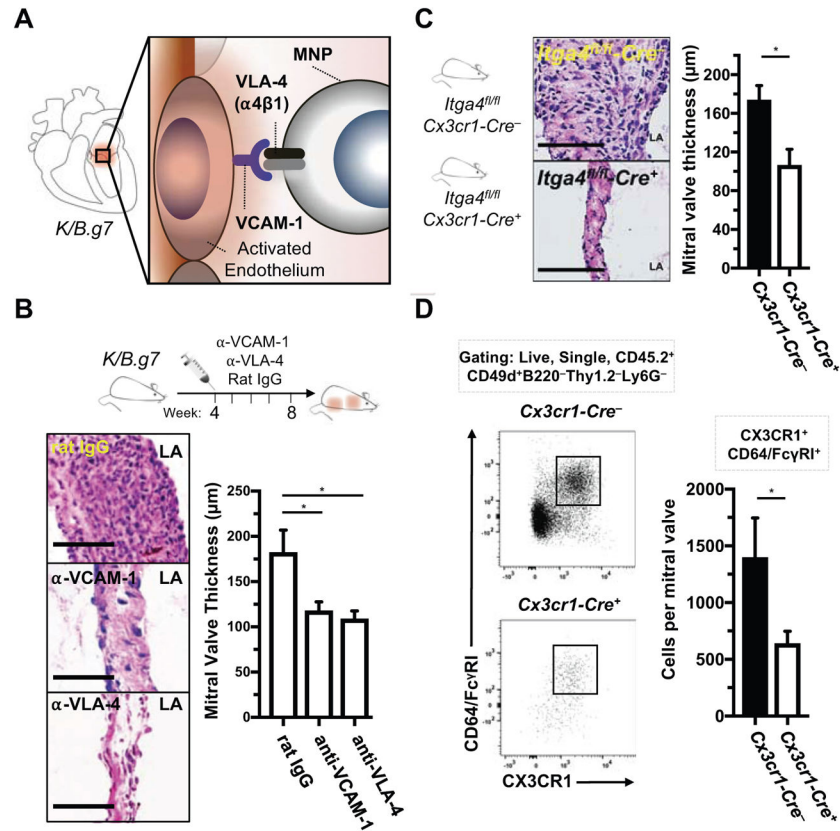 A
MNP
VLA-4
(α4β1)
VCAM-1
Activated
Endothelium
K/B.g7
B
K/B.g7
α-VCAM-1
α-VLA-4
Rat IgG
Week: 4 8
rat IgG LA
α-VCAM-1 LA
α-VLA-4 LA
Mitral Valve Thickness (µm)
250
200
150
100
50
0
*
*
rat IgG
anti-VCAM-1
anti-VLA-4
C
Itga4fl/fl
Cx3cr1-Cre–
Itga4fl/fl
Cx3cr1-Cre+
Itga4fl/fl-Cre–
LA
Itga4fl/fl-Cre+
LA
Mitral valve thickness (µm)
200
160
120
80
40
0
*
Cx3cr1-Cre–
Cx3cr1-Cre+
D
Gating: Live, Single, CD45.2+
CD49d+B220–Thy1.2–Ly6G–
Cx3cr1-Cre–
Cx3cr1-Cre+
CD64/FcγRI
CX3CR1
CX3CR1+
CD64/FcγRI+
Cells per mitral valve
2000
1500
1000
500
0
*
Cx3cr1-Cre–
Cx3cr1-Cre+